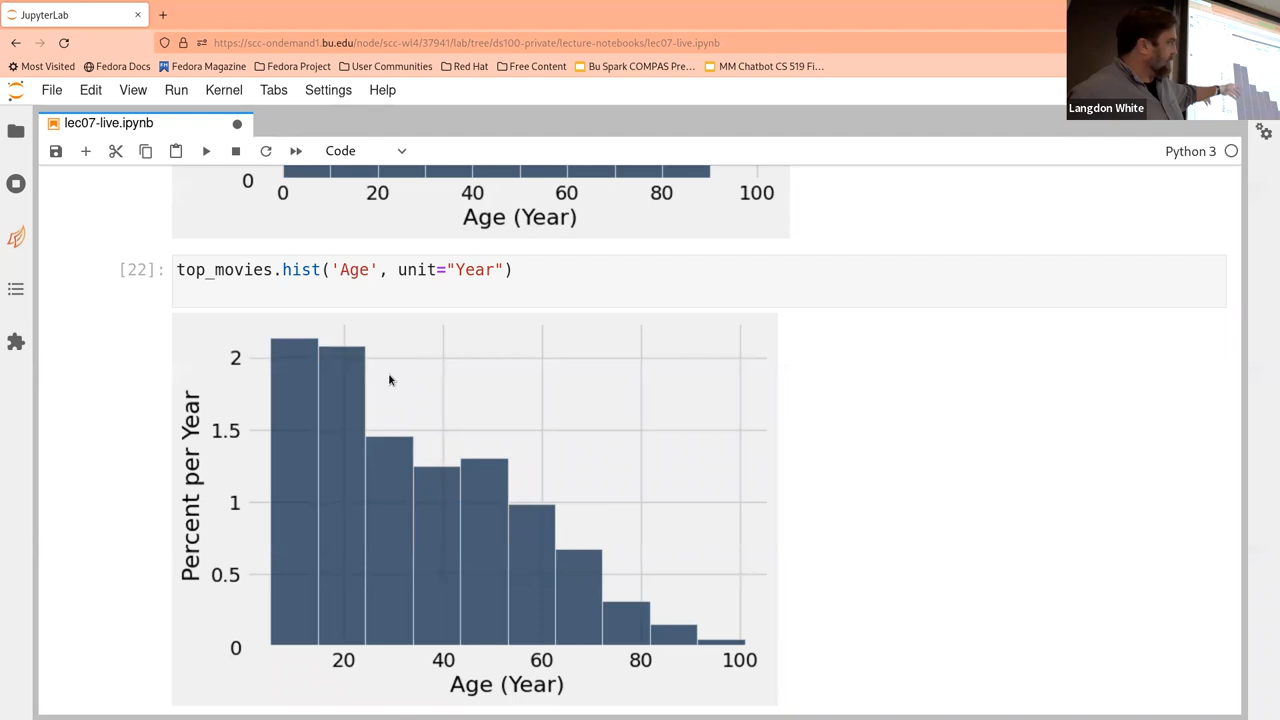 JupyterLab
https://scc-ondemand1.bu.edu/node/scc-wl4/37941/lab/tree/ds100-private/lecture-notebooks/lec07-live.ipynb
Most Visited Fedora Docs Fedora Magazine Fedora Project User Communities Red Hat Free Content Bu Spark COMPAS Pre… MM Chatbot CS 519 Fi…
Langdon White
File Edit View Run Kernel Tabs Settings Help
lec07-live.ipynb
Code
Python 3
0
0 20 40 60 80 100
Age (Year)
[22]: top_movies.hist('Age', unit="Year")
2
1.5
1
0.5
0
Percent per Year
20 40 60 80 100
Age (Year)